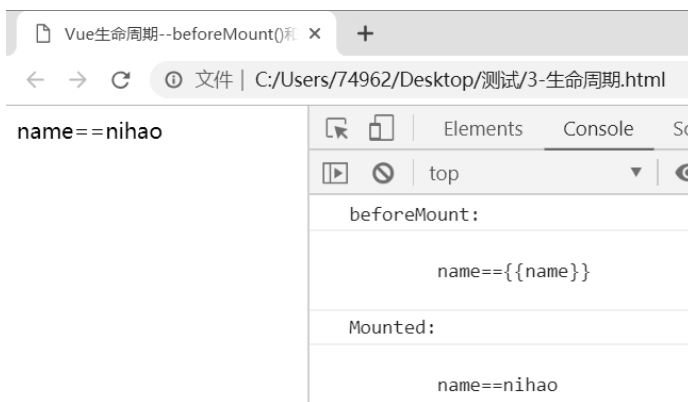 Vue生命周期--beforeMount()和
文件 | C:/Users/74962/Desktop/测试/3-生命周期.html
name==nihao
Elements Console
top
beforeMount:
name=={{name}}
Mounted:
name==nihao